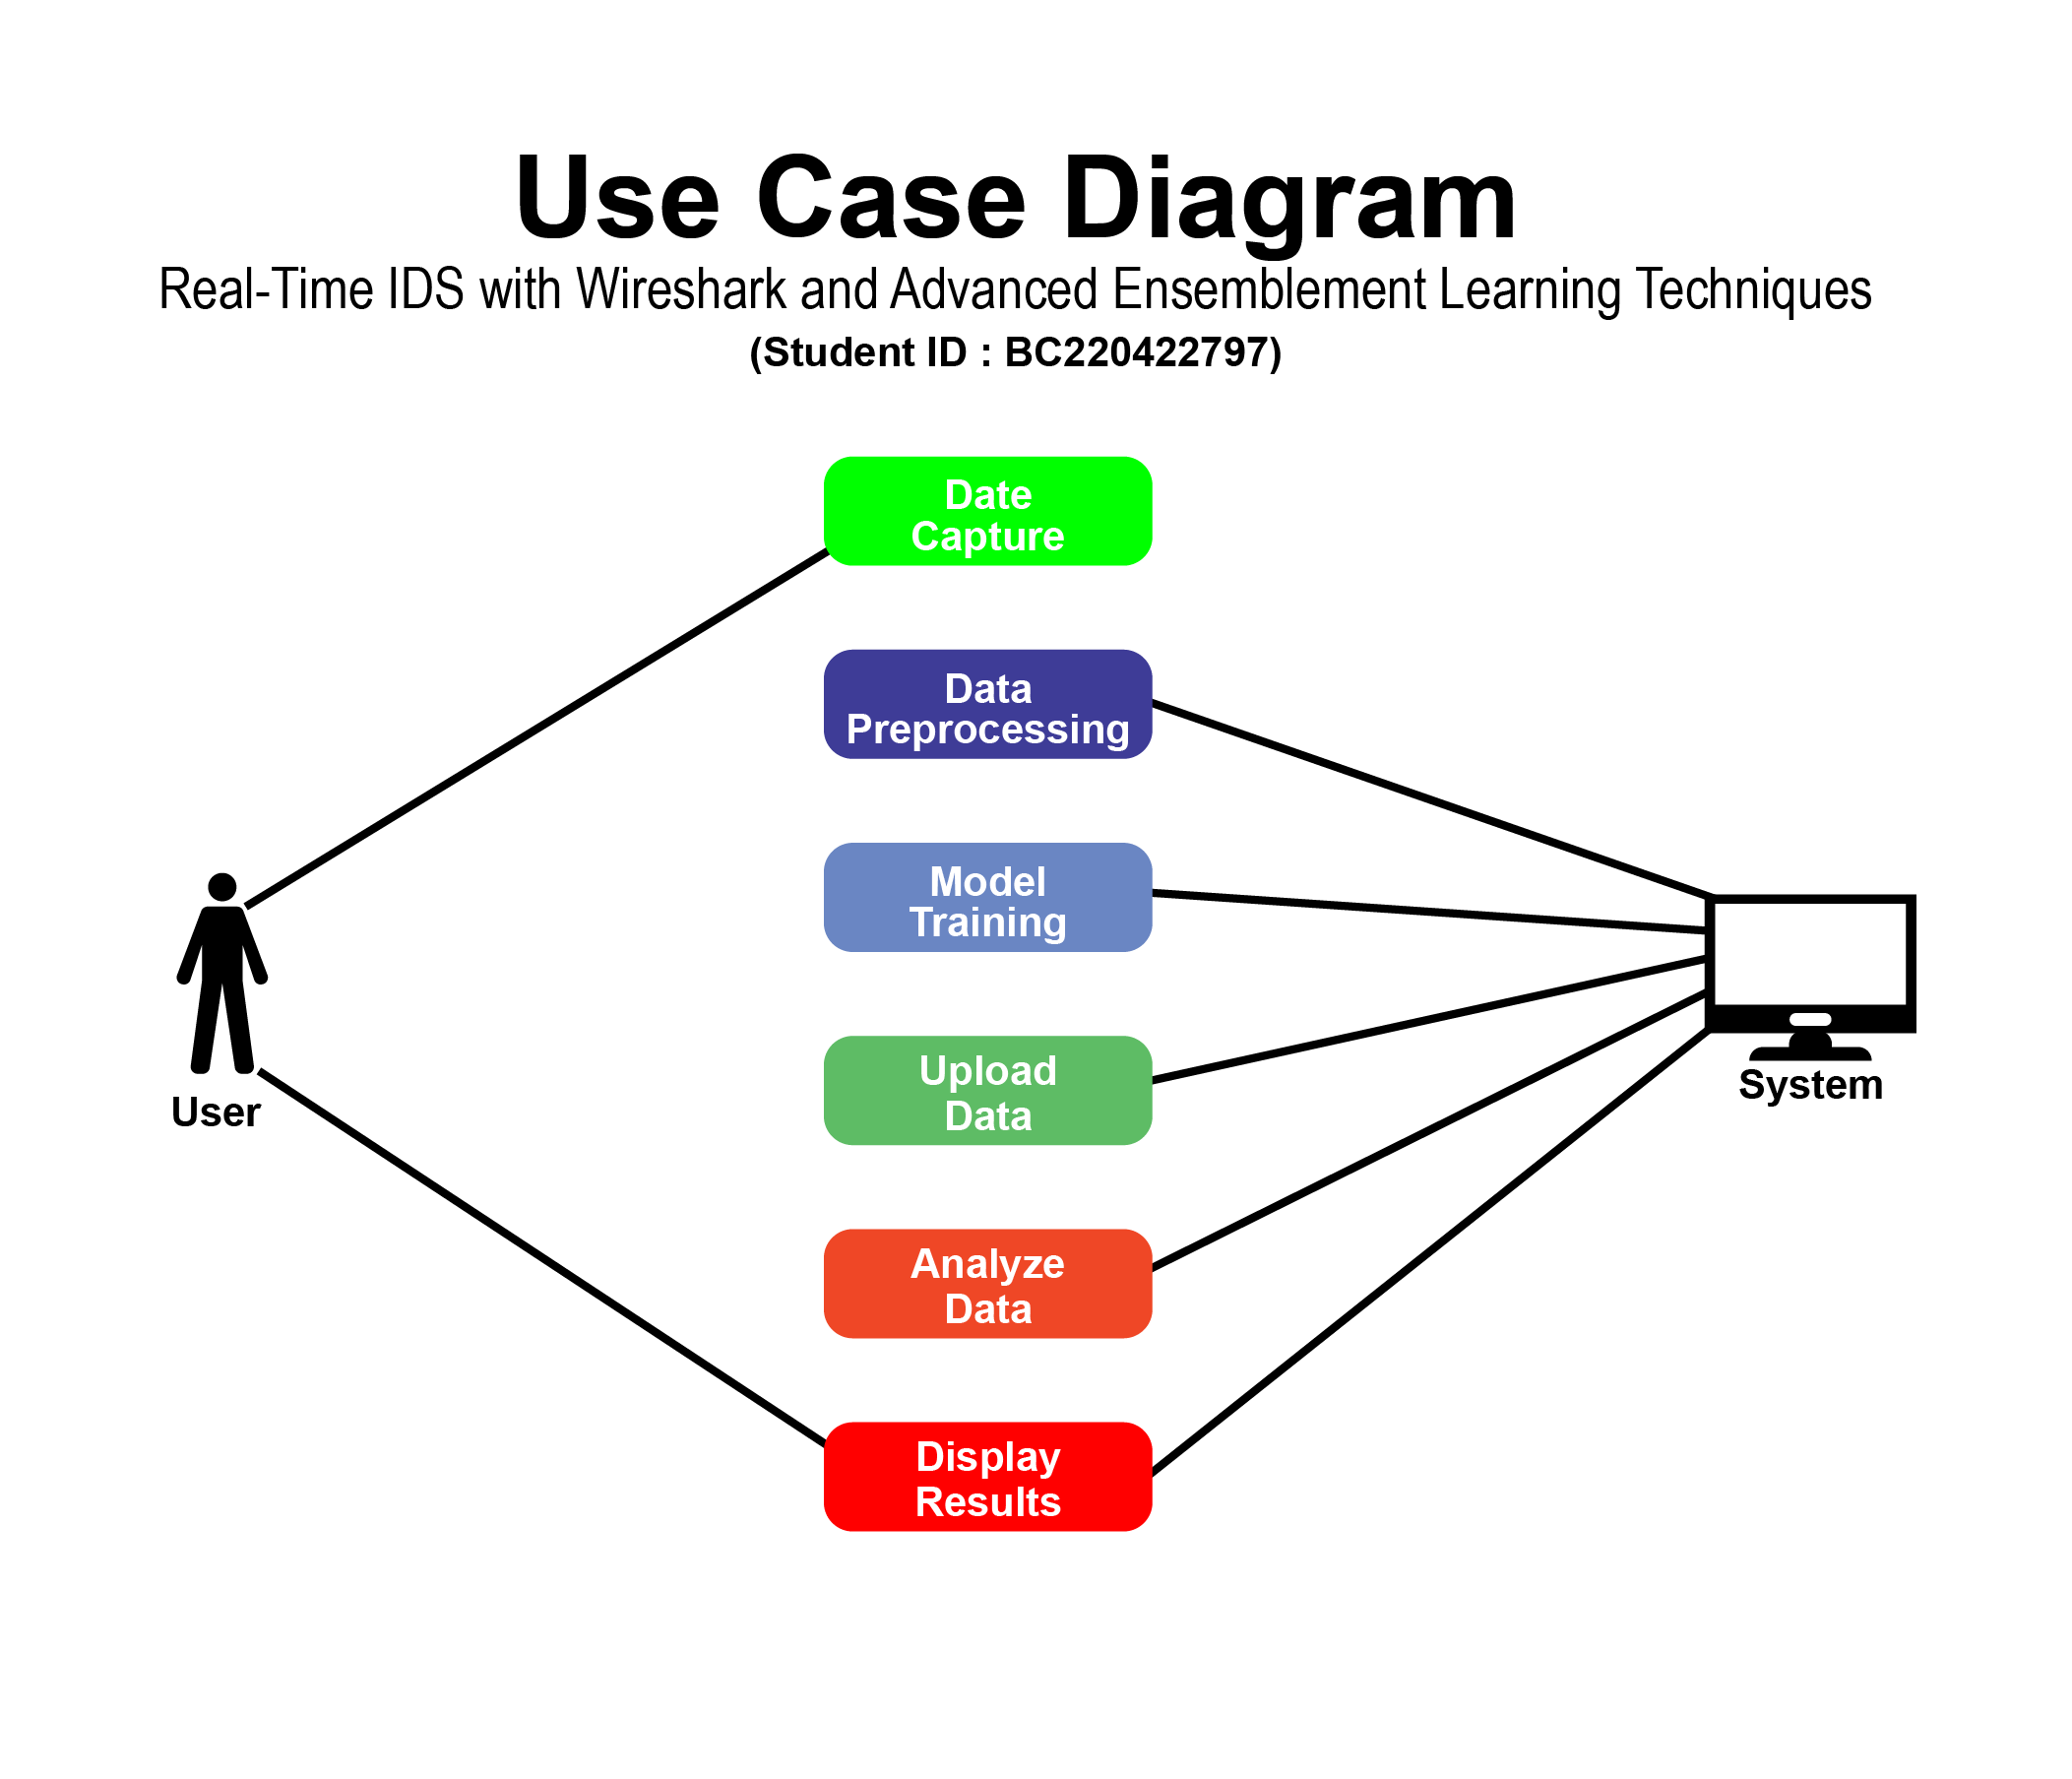 Use Case Diagram
Real-Time IDS with Wireshark and Advanced Ensemblement Learning Techniques
(Student ID : BC220422797)
Date
Capture
Data
Preprocessing
Model
Training
Upload
Data
Analyze
Data
Display
Results
User
System